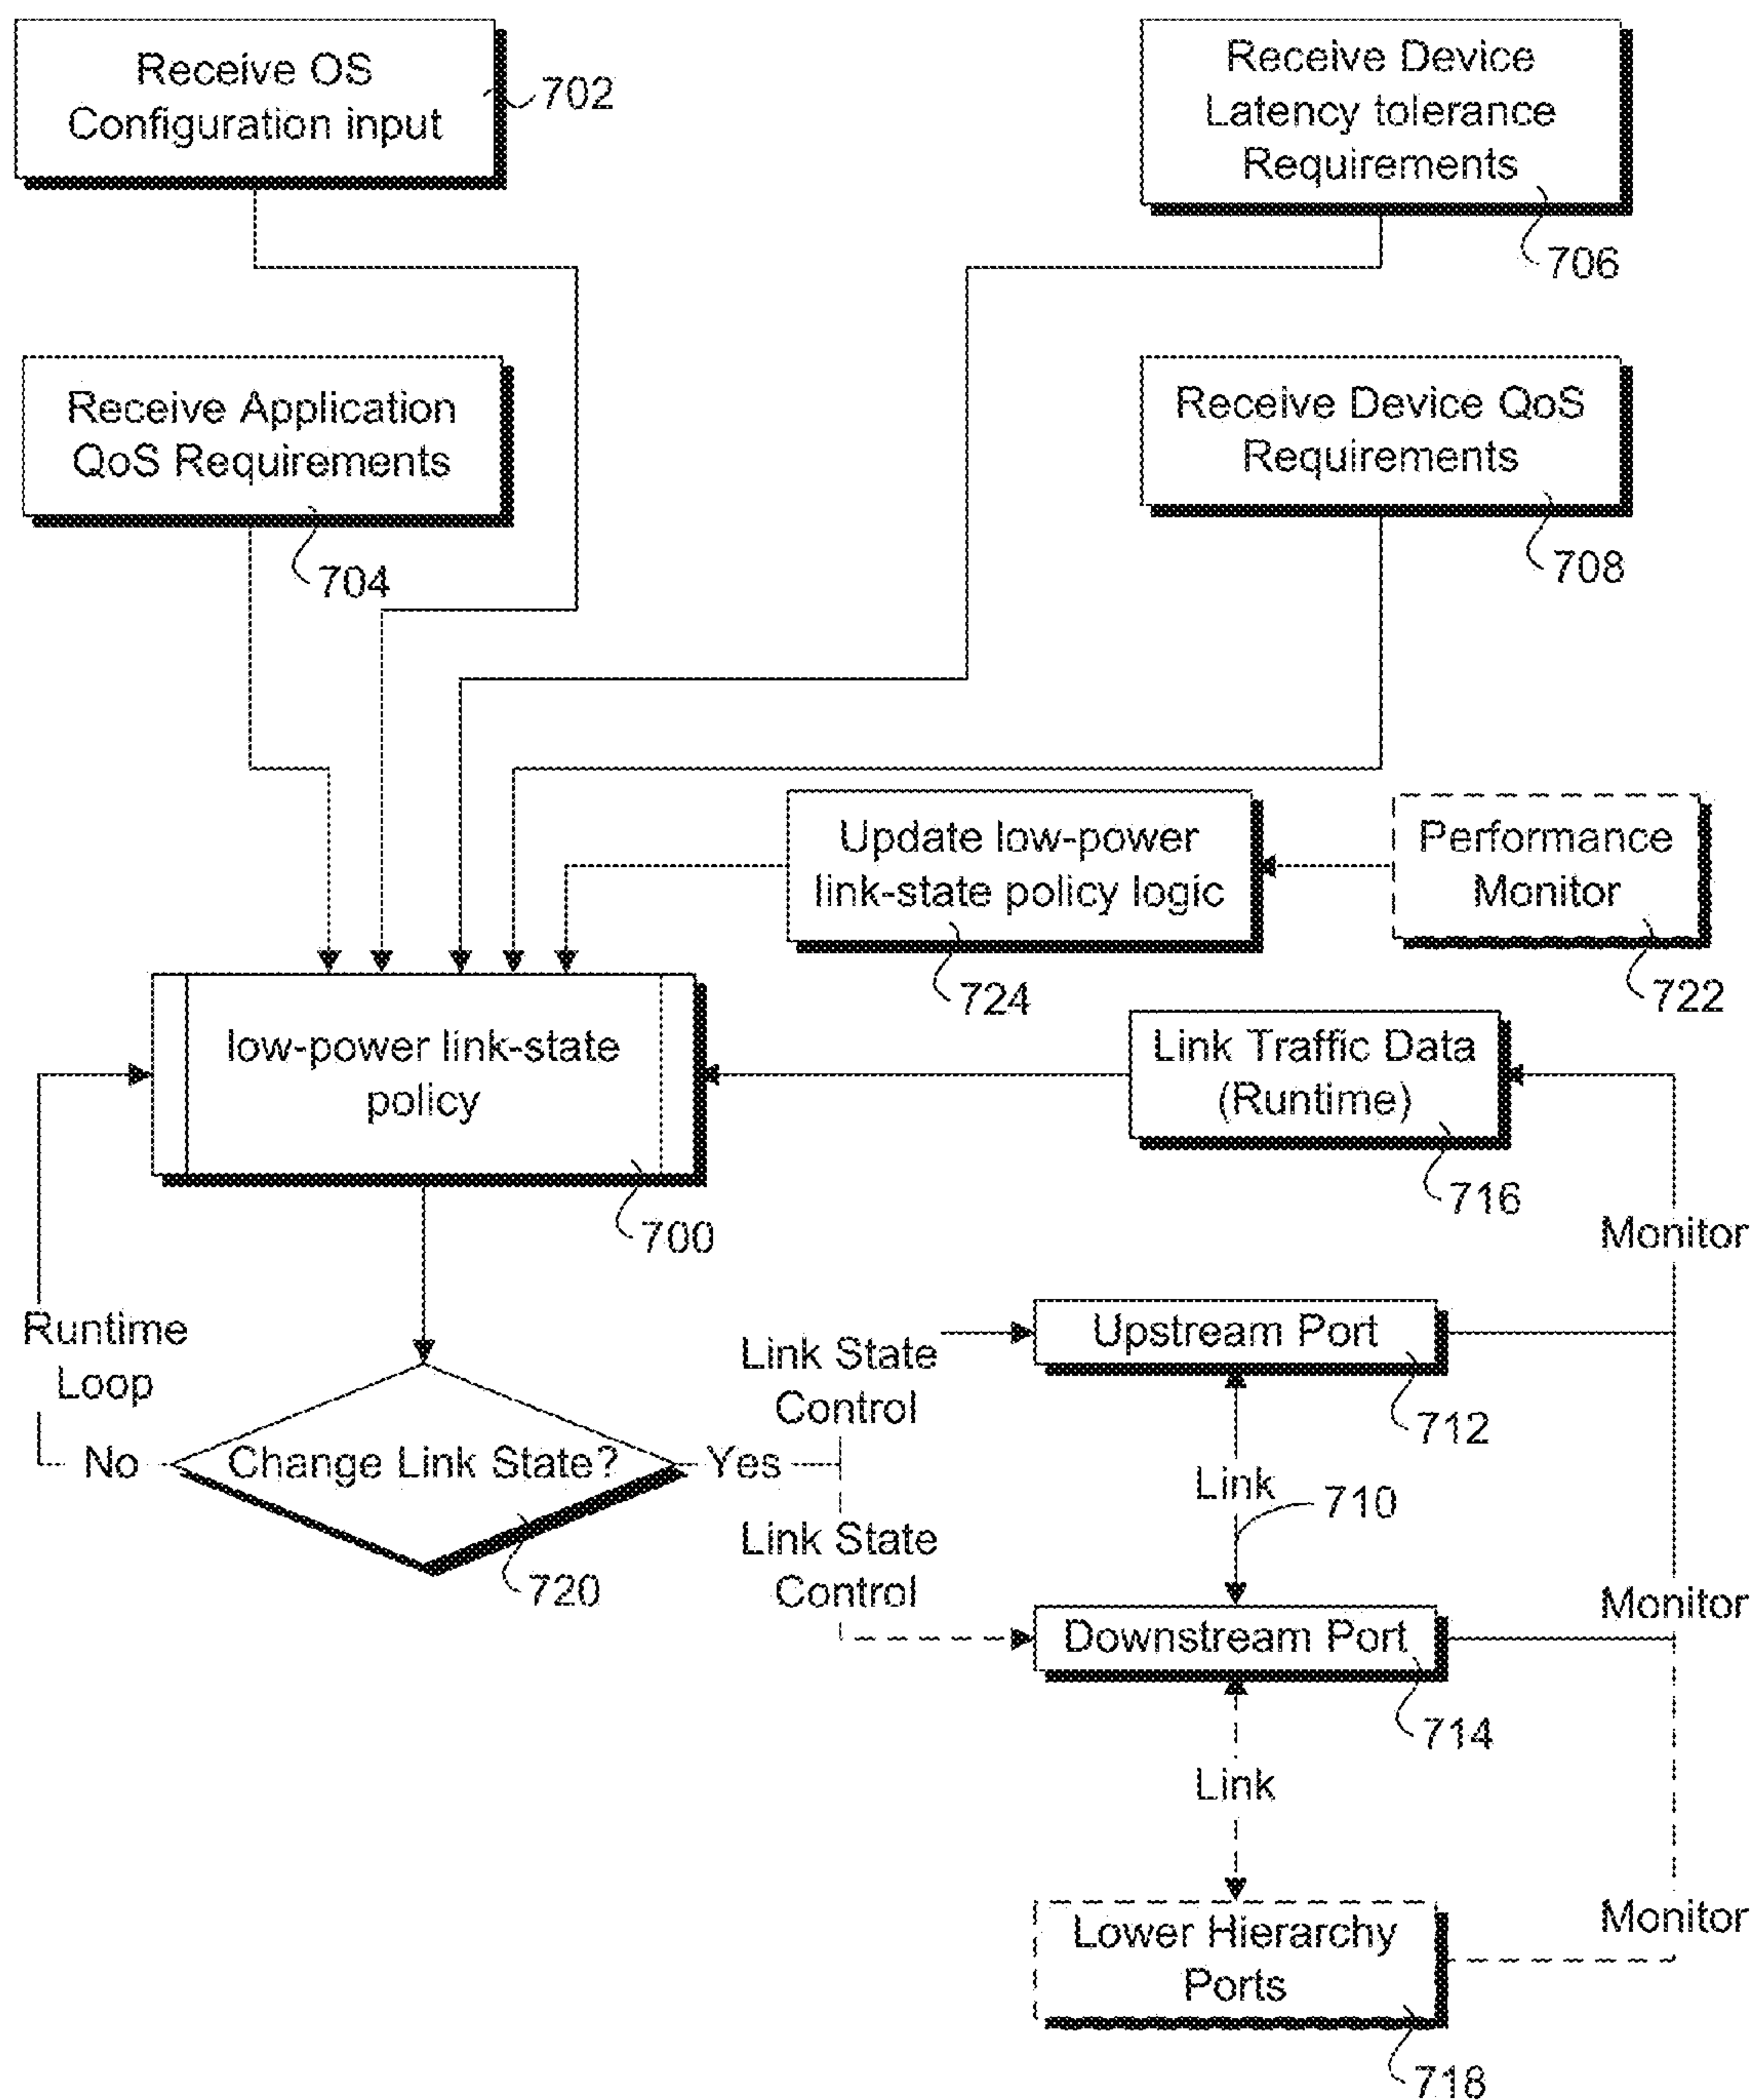 Receive OS
Configuration input
702
Receive Device
Latency tolerance
Requirements
706
Receive Application
QoS Requirements
704
Receive Device QoS
Requirements
708
Update low-power
link-state policy logic
724
Performance
Monitor
722
low-power link-state
policy
700
Link Traffic Data
(Runtime)
716
Monitor
Runtime
Loop
No
Change Link State?
720
Yes
Link State
Control
Upstream Port
712
Link
710
Link State
Control
Downstream Port
714
Monitor
Link
Lower Hierarchy
Ports
718
Monitor